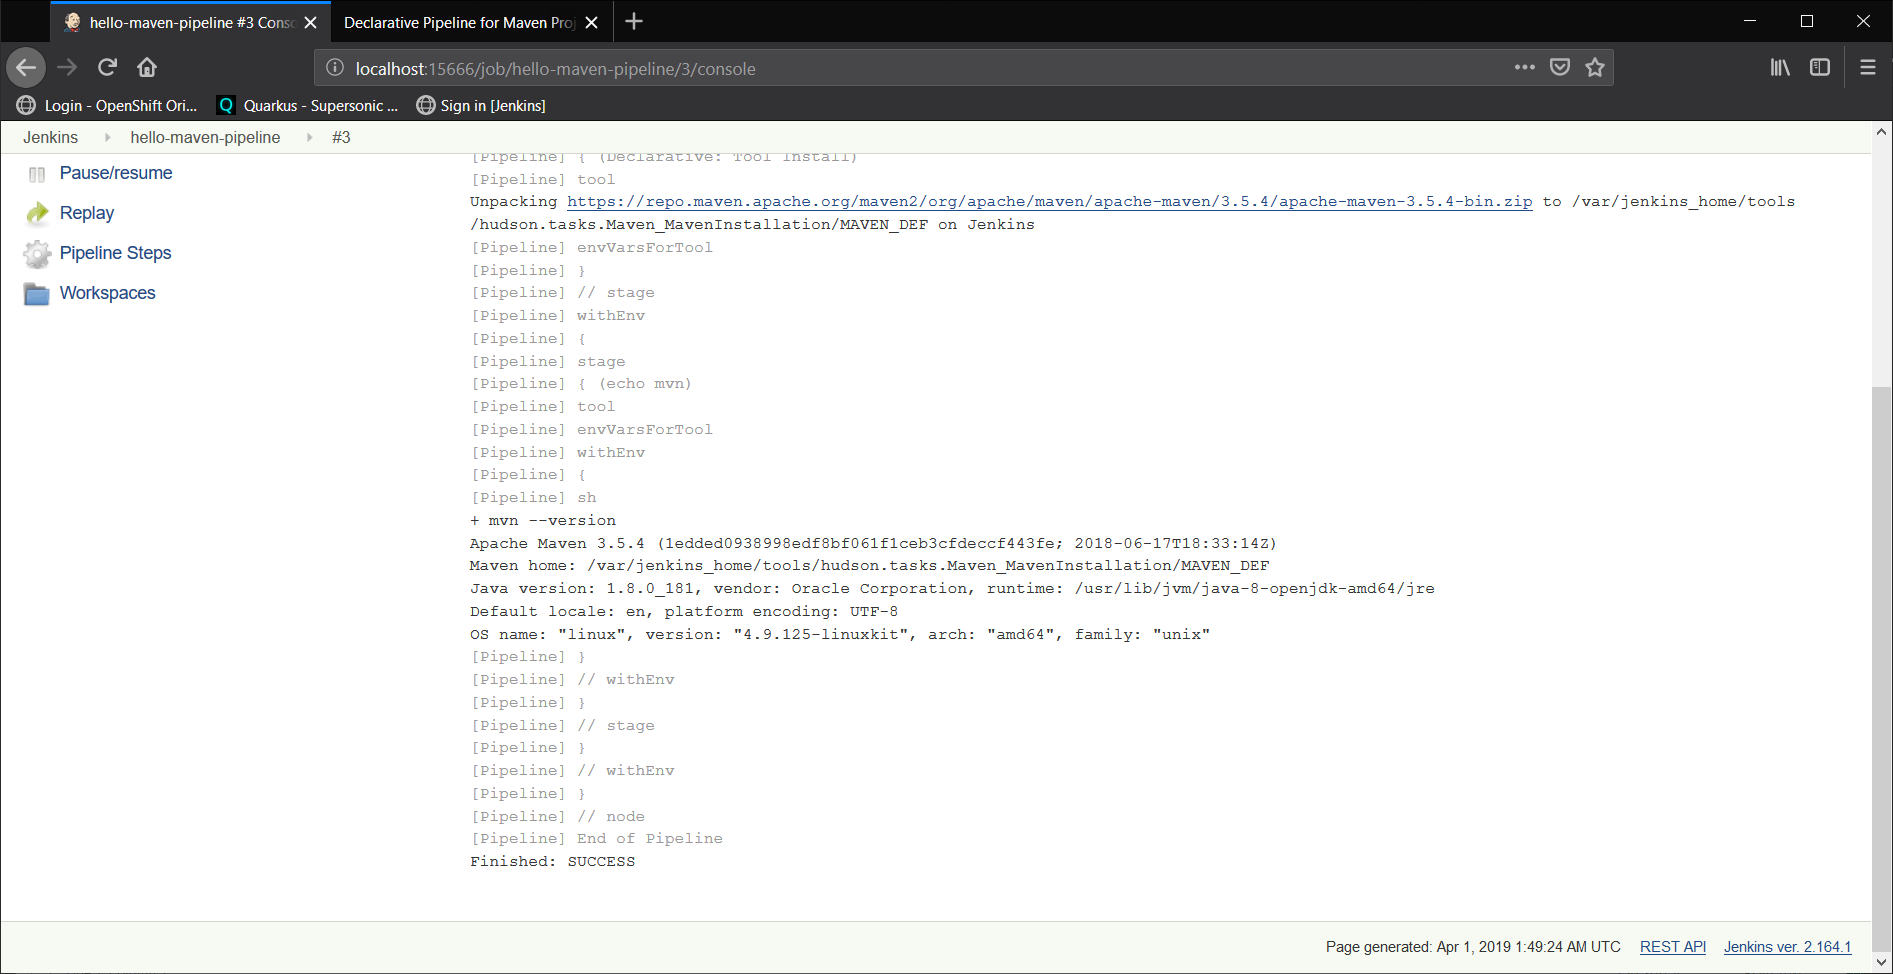 hello-maven-pipeline #3 Conso
Declarative Pipeline for Maven Proj
localhost:15666/job/hello-maven-pipeline/3/console
Login - OpenShift Ori...
Quarkus - Supersonic ...
Sign in [Jenkins]
Jenkins
hello-maven-pipeline
#3
Pause/resume
Replay
Pipeline Steps
Workspaces
[Pipeline] { (Declarative: Tool Install)
[Pipeline] tool
Unpacking https://repo.maven.apache.org/maven2/org/apache/maven/apache-maven/3.5.4/apache-maven-3.5.4-bin.zip to /var/jenkins_home/tools
/hudson.tasks.Maven_MavenInstallation/MAVEN_DEF on Jenkins
[Pipeline] envVarsForTool
[Pipeline] }
[Pipeline] // stage
[Pipeline] withEnv
[Pipeline] {
[Pipeline] stage
[Pipeline] { (echo mvn)
[Pipeline] tool
[Pipeline] envVarsForTool
[Pipeline] withEnv
[Pipeline] {
[Pipeline] sh
+ mvn --version
Apache Maven 3.5.4 (1edded0938998edf8bf061f1ceb3cfdeccf443fe; 2018-06-17T18:33:14Z)
Maven home: /var/jenkins_home/tools/hudson.tasks.Maven_MavenInstallation/MAVEN_DEF
Java version: 1.8.0_181, vendor: Oracle Corporation, runtime: /usr/lib/jvm/java-8-openjdk-amd64/jre
Default locale: en, platform encoding: UTF-8
OS name: "linux", version: "4.9.125-linuxkit", arch: "amd64", family: "unix"
[Pipeline] }
[Pipeline] // withEnv
[Pipeline] }
[Pipeline] // stage
[Pipeline] }
[Pipeline] // withEnv
[Pipeline] }
[Pipeline] // node
[Pipeline] End of Pipeline
Finished: SUCCESS
Page generated: Apr 1, 2019 1:49:24 AM UTC
REST API
Jenkins ver. 2.164.1